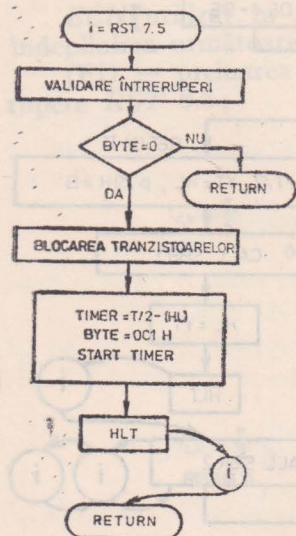 i = RST 7.5
VALIDARE ÎNTRERUPERI
BYTE=0
NU
RETURN
DA
BLOCAREA TRANZISTOARELOR
TIMER =T/2-(HL)
BYTE=0C1 H
START TIMER
HLT
i
RETURN